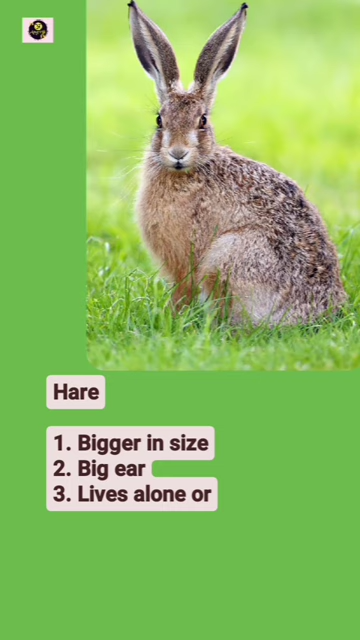 Hare
1. Bigger in size
2. Big ear
3. Lives alone or